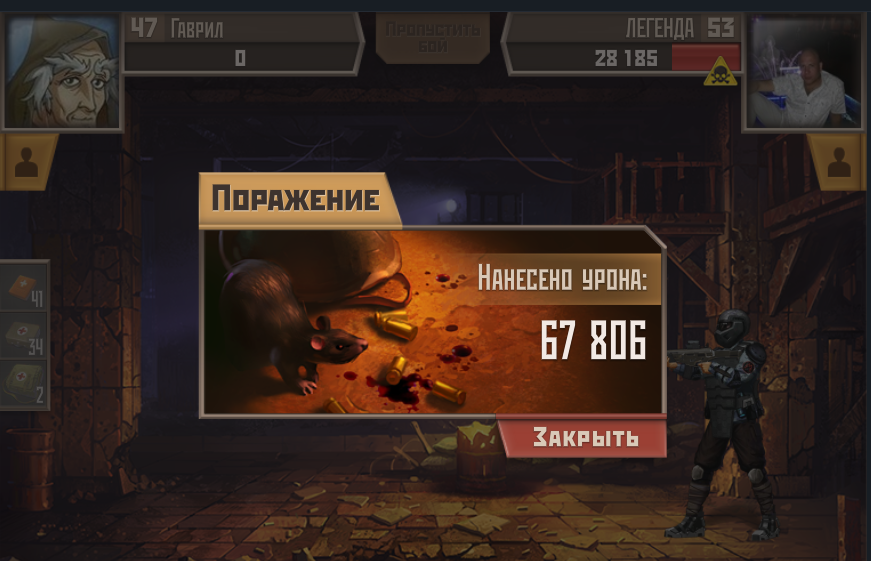 47 Гаврил
0
Пропустить
бой
ЛЕГЕНДА 53
28 185
Поражение
Нанесено урона:
67 806
41
34
2
Закрыть